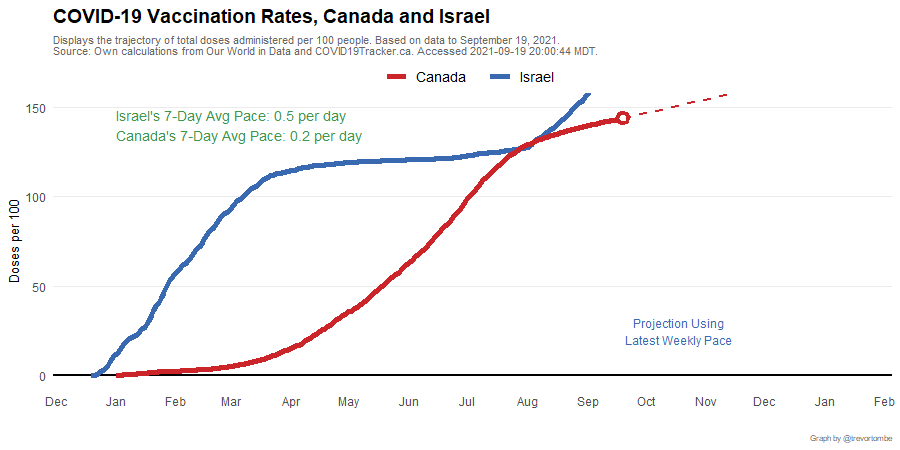 COVID-19 Vaccination Rates, Canada and Israel
Displays the trajectory of total doses administered per 100 people. Based on data to September 19, 2021.
Source: Own calculations from Our World in Data and COVID19Tracker.ca. Accessed 2021-09-19 20:00:44 MDT.
Canada Israel
150
Israel's 7-Day Avg Pace: 0.5 per day
Canada's 7-Day Avg Pace: 0.2 per day
100
Doses per 100
50
Projection Using
Latest Weekly Pace
0
Dec Jan Feb Mar Apr May Jun Jul Aug Sep Oct Nov Dec Jan Feb
Graph by @trevortombe